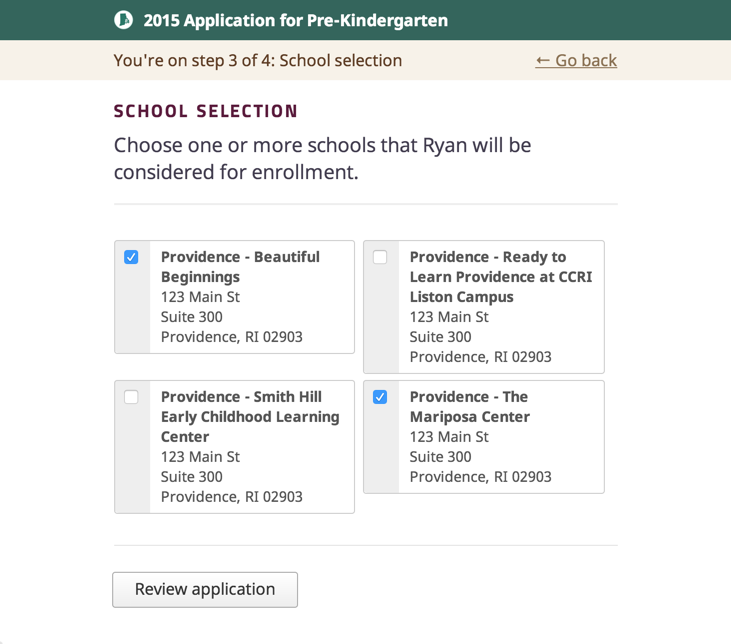 2015 Application for Pre-Kindergarten
You're on step 3 of 4: School selection
← Go back
SCHOOL SELECTION
Choose one or more schools that Ryan will be
considered for enrollment.
Providence - Beautiful
Beginnings
123 Main St
Suite 300
Providence, RI 02903
Providence - Ready to
Learn Providence at CCRI
Liston Campus
123 Main St
Suite 300
Providence, RI 02903
Providence - Smith Hill
Early Childhood Learning
Center
123 Main St
Suite 300
Providence, RI 02903
Providence - The
Mariposa Center
123 Main St
Suite 300
Providence, RI 02903
Review application